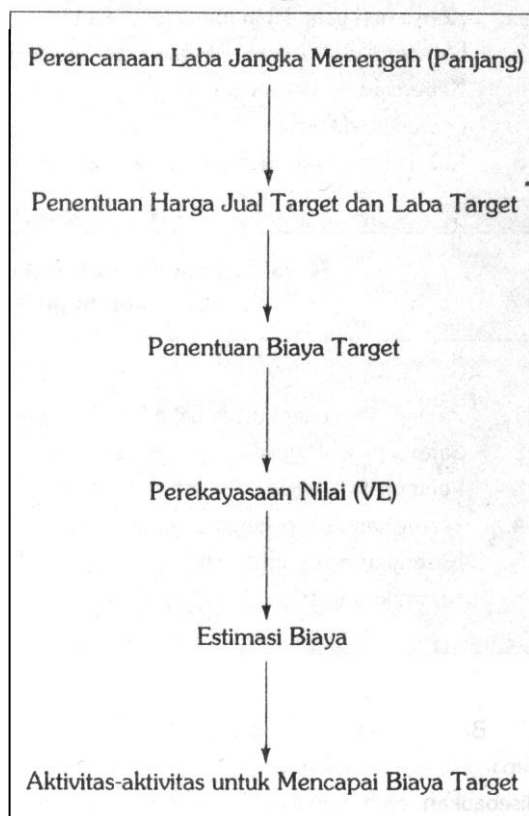 Perencanaan Laba Jangka Menengah (Panjang)
Penentuan Harga Jual Target dan Laba Target
Penentuan Biaya Target
Perekayasaan Nilai (VE)
Estimasi Biaya
Aktivitas-aktivitas untuk Mencapai Biaya Target